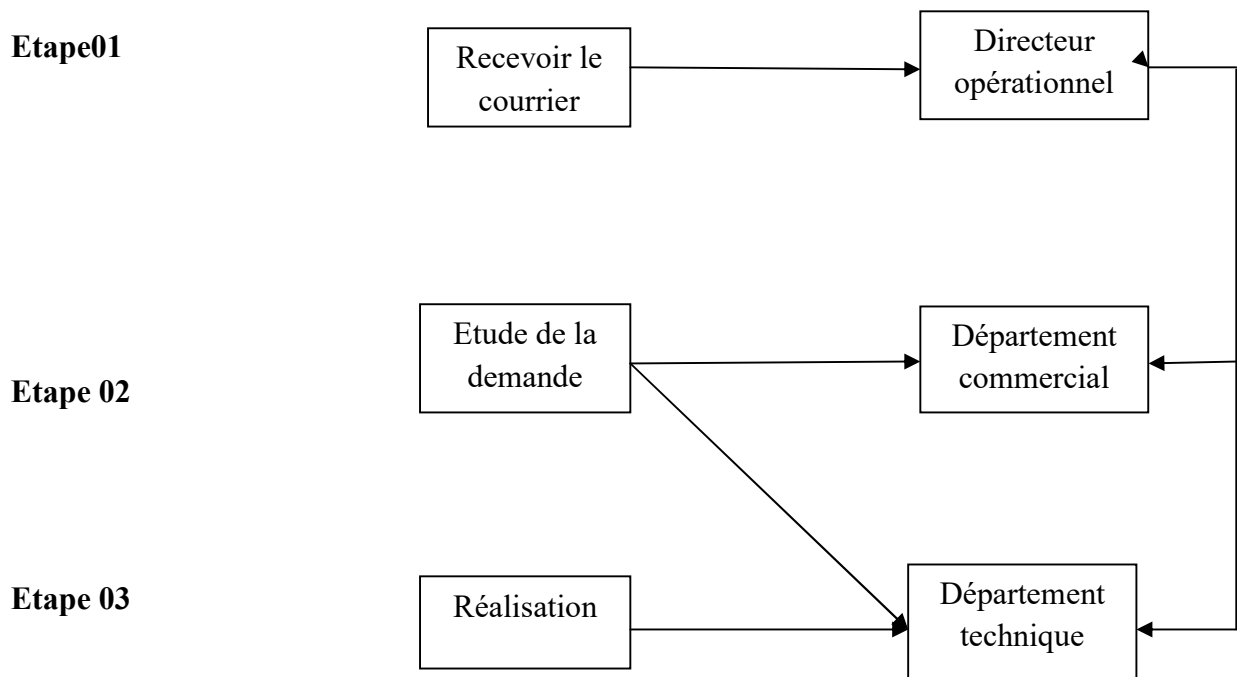 Etape01
Recevoir le
courrier
Directeur
opérationnel
Etape 02
Etude de la
demande
Département
commercial
Etape 03
Réalisation
Département
technique